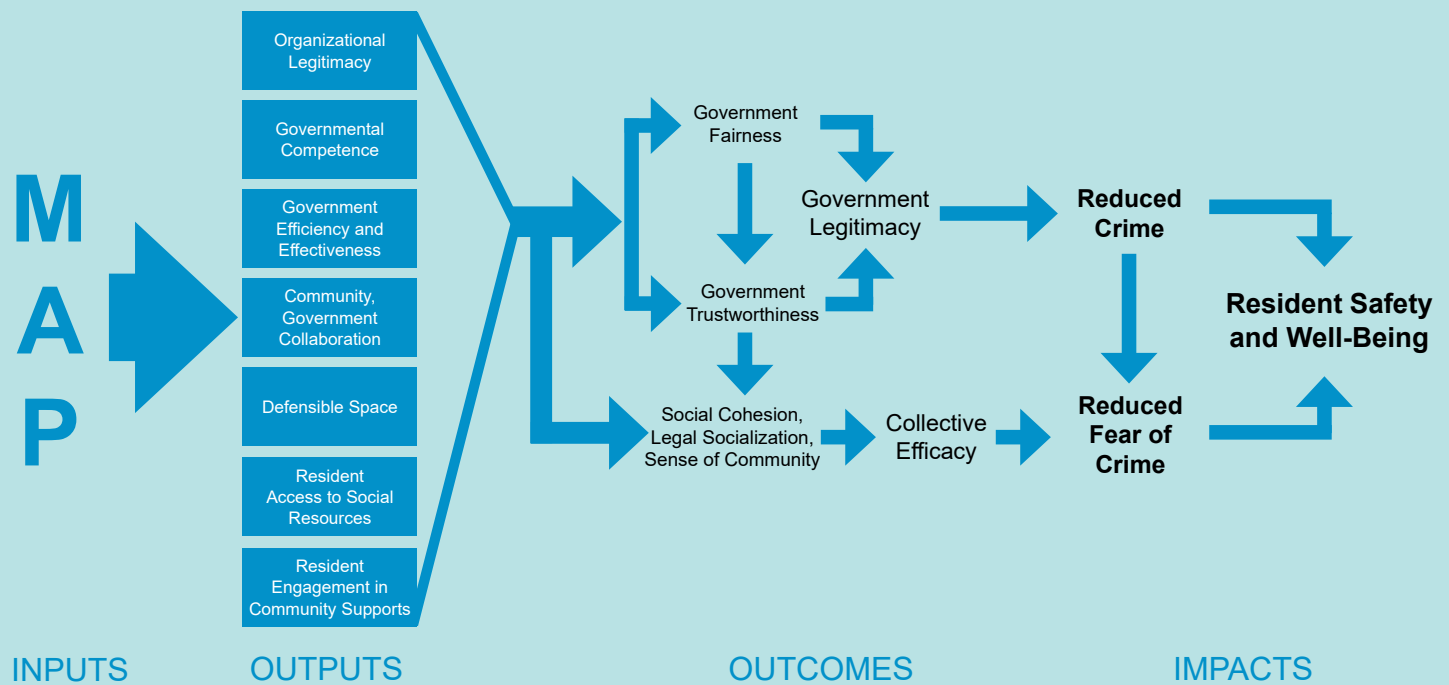 M
A
P
Organizational
Legitimacy
Governmental
Competence
Government
Efficiency and
Effectiveness
Community,
Government
Collaboration
Defensible Space
Resident
Access to Social
Resources
Resident
Engagement in
Community Supports
Government
Fairness
Government
Legitimacy
Government
Trustworthiness
Social Cohesion,
Legal Socialization,
Sense of Community
Collective
Efficacy
Reduced
Crime
Reduced
Fear of
Crime
Resident Safety
and Well-Being
INPUTS
OUTPUTS
OUTCOMES
IMPACTS